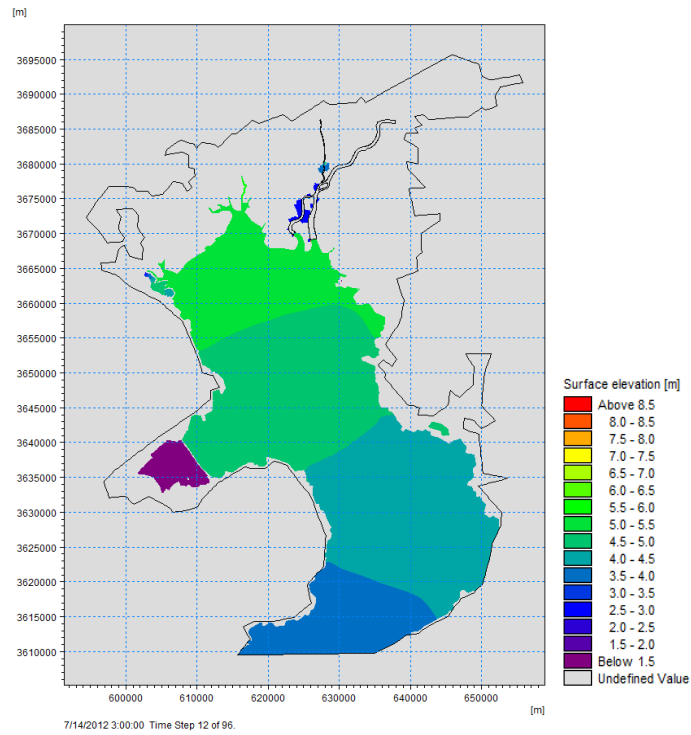 [m]
3695000
3690000
3685000
3680000
3675000
3670000
3665000
3660000
3655000
3650000
3645000
3640000
3635000
3630000
3625000
3620000
3615000
3610000
600000 610000 620000 630000 640000 650000
[m]
7/14/2012 3:00:00 Time Step 12 of 96.
Surface elevation [m]
Above 8.5
8.0 - 8.5
7.5 - 8.0
7.0 - 7.5
6.5 - 7.0
6.0 - 6.5
5.5 - 6.0
5.0 - 5.5
4.5 - 5.0
4.0 - 4.5
3.5 - 4.0
3.0 - 3.5
2.5 - 3.0
2.0 - 2.5
1.5 - 2.0
Below 1.5
Undefined Value